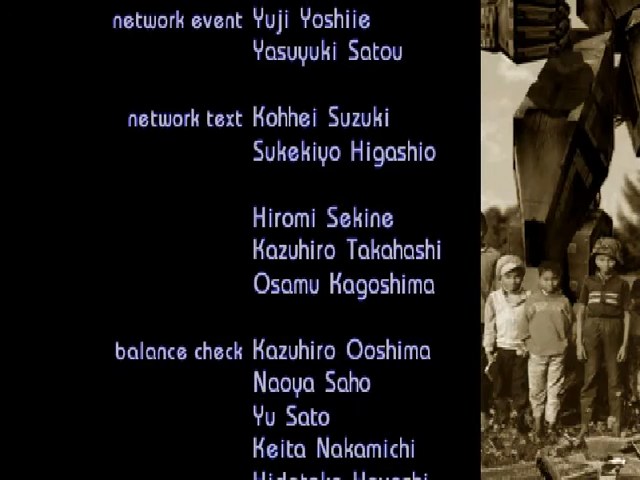 network event Yuji Yoshiie
Yasuyuki Satou
network text Kohhei Suzuki
Sukekiyo Higashio
Hiromi Sekine
Kazuhiro Takahashi
Osamu Kagoshima
balance check Kazuhiro Ooshima
Naoya Saho
Yu Sato
Keita Nakamichi